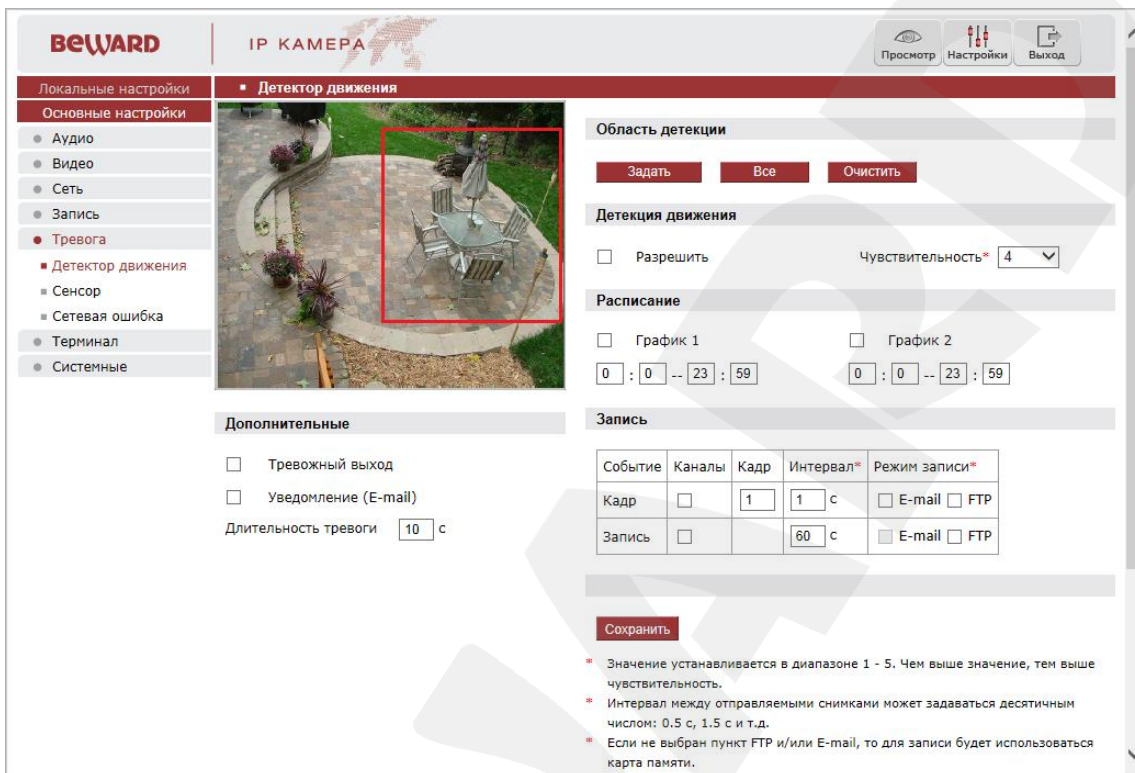 BEWARD
IP КАМЕРА
Просмотр
Настройки
Выход
Локальные настройки
Основные настройки
Аудио
Видео
Сеть
Запись
Тревога
Детектор движения
Сенсор
Сетевая ошибка
Терминал
Системные
Детектор движения
Дополнительные
Тревожный выход
Уведомление (E-mail)
Длительность тревоги 10 с
Область детекции
Задать Все Очистить
Детекция движения
Разрешить Чувствительность* 4
Расписание
График 1 График 2
0 : 0 -- 23 : 59 0 : 0 -- 23 : 59
Запись
Событие Каналы Кадр Интервал* Режим записи*
Кадр 1 1 с E-mail FTP
Запись 60 с E-mail FTP
Сохранить
* Значение устанавливается в диапазоне 1 - 5. Чем выше значение, тем выше
чувствительность.
* Интервал между отправляемыми снимками может задаваться десятичным
числом: 0.5 с, 1.5 с и т.д.
* Если не выбран пункт FTP и/или E-mail, то для записи будет использоваться
карта памяти.